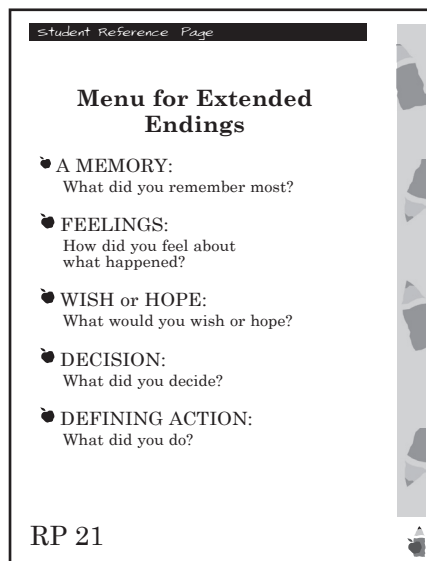 Student Reference Page
Menu for Extended
Endings
A MEMORY:
What did you remember most?
FEELINGS:
How did you feel about
what happened?
WISH or HOPE:
What would you wish or hope?
DECISION:
What did you decide?
DEFINING ACTION:
What did you do?
RP 21